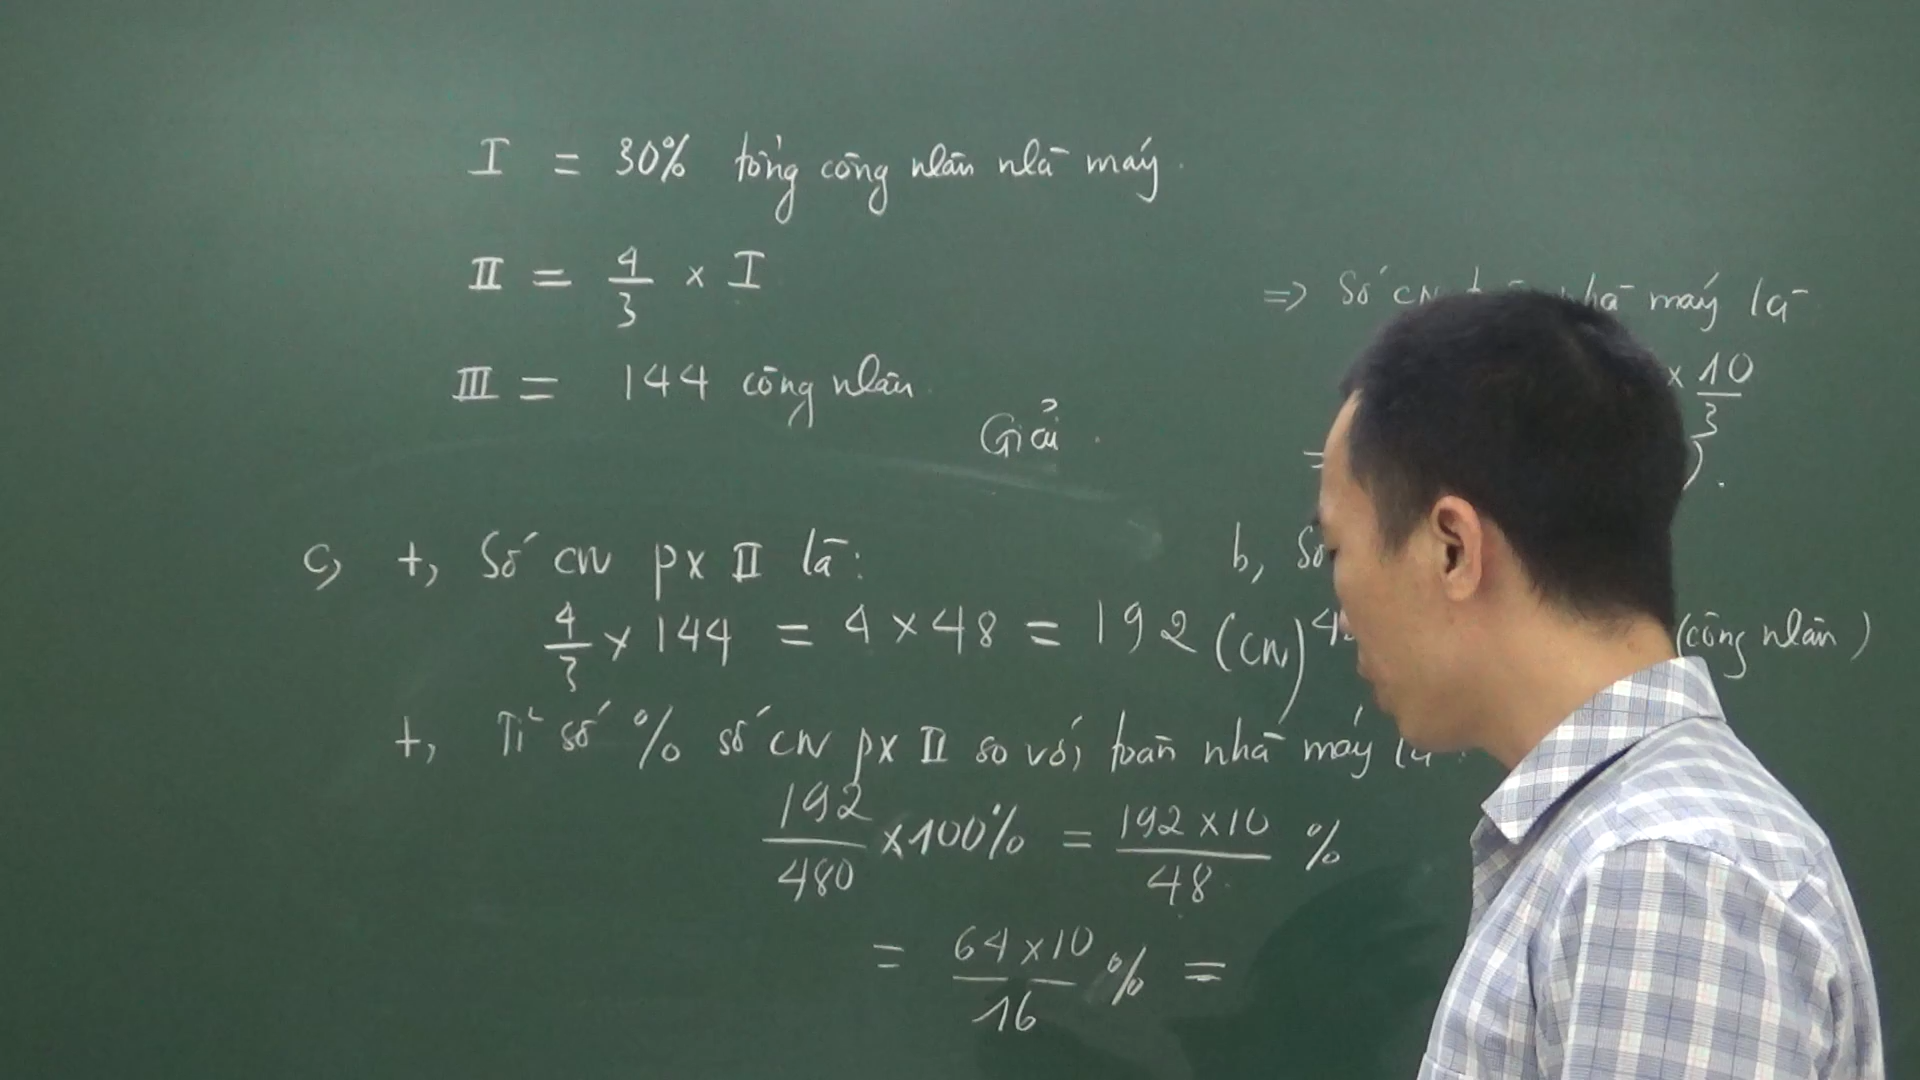 I = 30% tổng công nhân nhà máy.
II = 4/3 x I
III = 144 công nhân
Giải.
c, +, Số CN px II là:
4/3 x 144 = 4 x 48 = 192 (CN)
+, Tỉ số % số CN px II so với toàn nhà máy là
192/480 x 100% = 192 x 10/48 %
= 64 x 10/16 % =
=> Số CN nhà máy là
x 10/3
=
) .
b, Số
4 (công nhân)